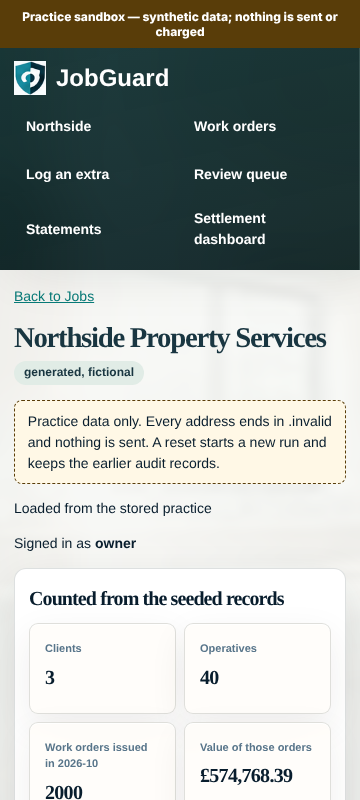 Practice sandbox — synthetic data; nothing is sent or
charged
JobGuard
Northside
Work orders
Log an extra
Review queue
Statements
Settlement
dashboard
Back to Jobs
Northside Property Services
generated, fictional
Practice data only. Every address ends in .invalid
and nothing is sent. A reset starts a new run and
keeps the earlier audit records.
Loaded from the stored practice
Signed in as owner
Counted from the seeded records
Clients
3
Operatives
40
Work orders issued
in 2026-10
2000
Value of those orders
£574,768.39